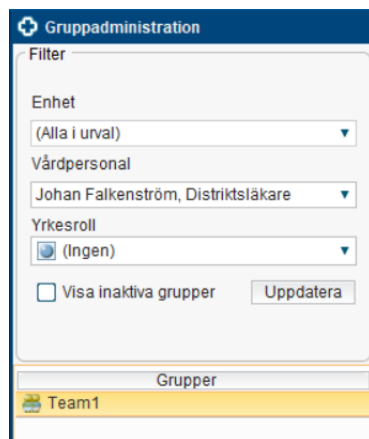 Gruppadministration
Filter
Enhet
(Alla i urval)
Vårdpersonal
Johan Falkenström, Distriktsläkare
Yrkesroll
(Ingen)
Visa inaktiva grupper Uppdatera
Grupper
Team1